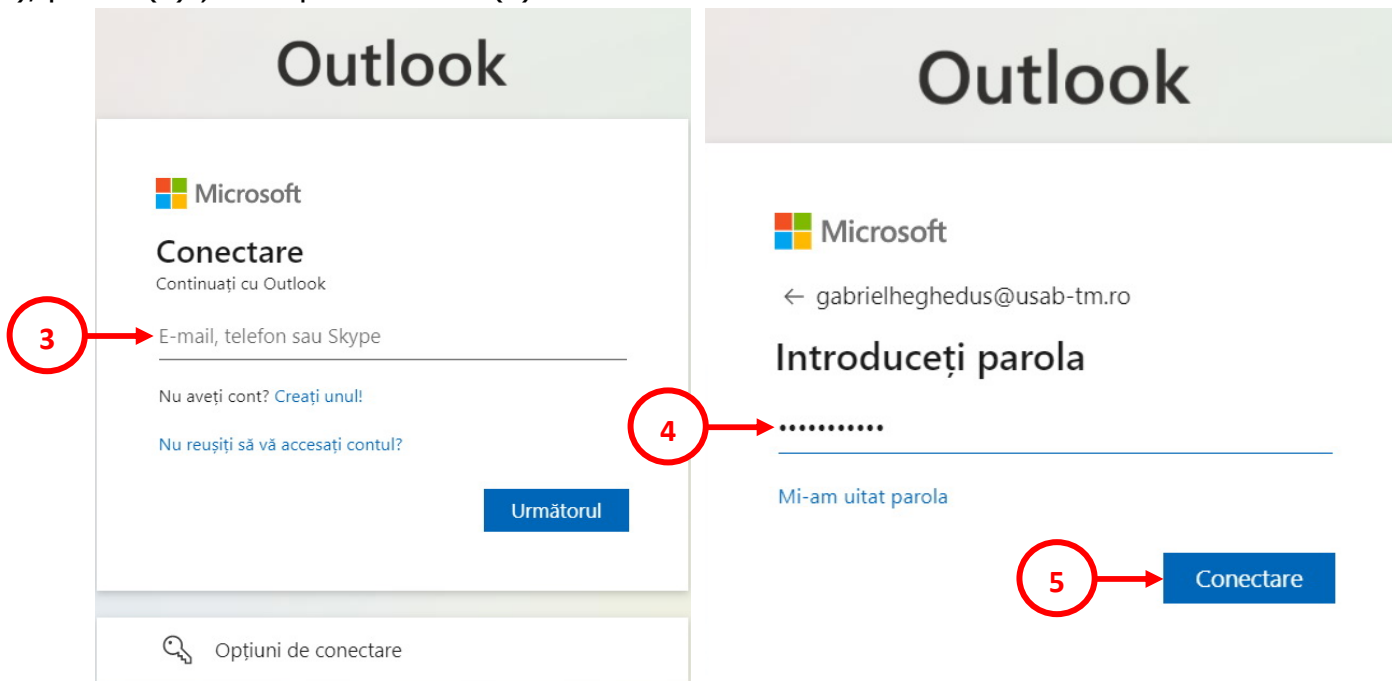 Outlook
Microsoft
Conectare
Continuați cu Outlook
3
E-mail, telefon sau Skype
Nu aveți cont? Creați unul!
Nu reușiți să vă accesați contul?
Următorul
Opțiuni de conectare
Outlook
Microsoft
← gabrielheghedus@usab-tm.ro
Introduceți parola
4
•••••••••••
Mi-am uitat parola
5
Conectare